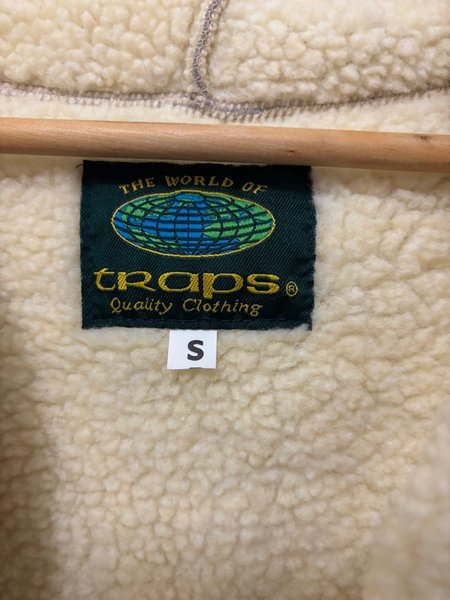 THE WORLD OF
traps®
Quality Clothing
S